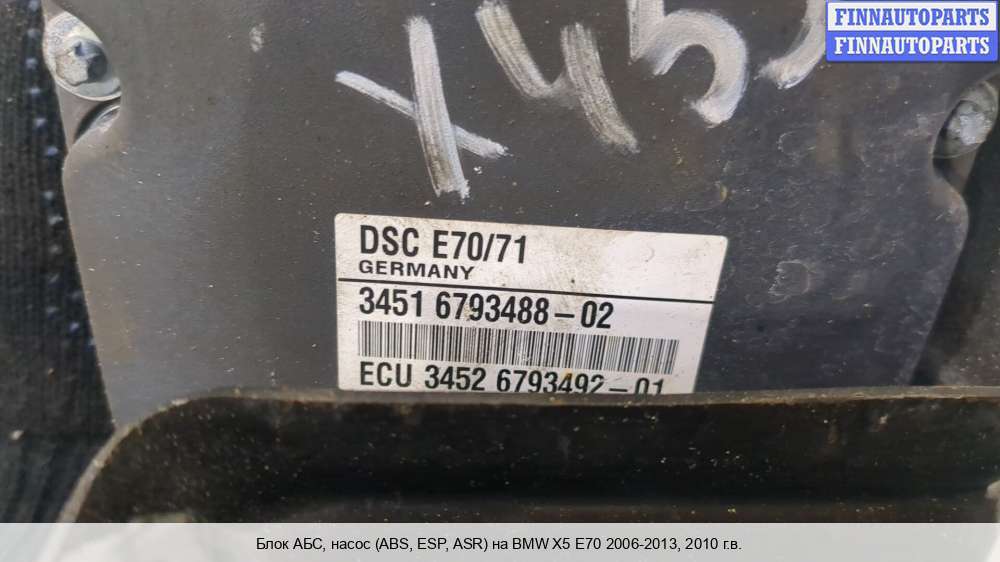 FINNAUTOPARTS
FINNAUTOPARTS
DSC E70/71
GERMANY
3451 6793488-02
ECU 3452 6793492-01
Блок АБС, насос (ABS, ESP, ASR) на BMW X5 E70 2006-2013, 2010 г.в.